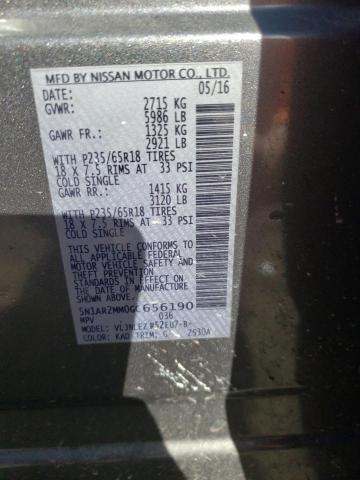 MFD BY NISSAN MOTOR CO., LTD.
DATE: 05/16
GVWR: 2715 KG
5986 LB
GAWR FR: 1325 KG
2921 LB
WITH P235/65R18 TIRES
18 X 7.5 RIMS AT 33 PSI
COLD SINGLE
GAWR RR: 1415 KG
3120 LB
WITH P235/65R18 TIRES
18 X 7.5 RIMS AT 33 PSI
COLD SINGLE
THIS VEHICLE CONFORMS TO
ALL APPLICABLE FEDERAL
MOTOR VEHICLE SAFETY
STANDARDS IN EFFECT ON
THE DATE OF MANUFACTURE
SHOWN ABOVE.
5N1AR2MM0GC656190
MPV 036
MODEL:
COLOR: KAD TRIM: G 2S30A